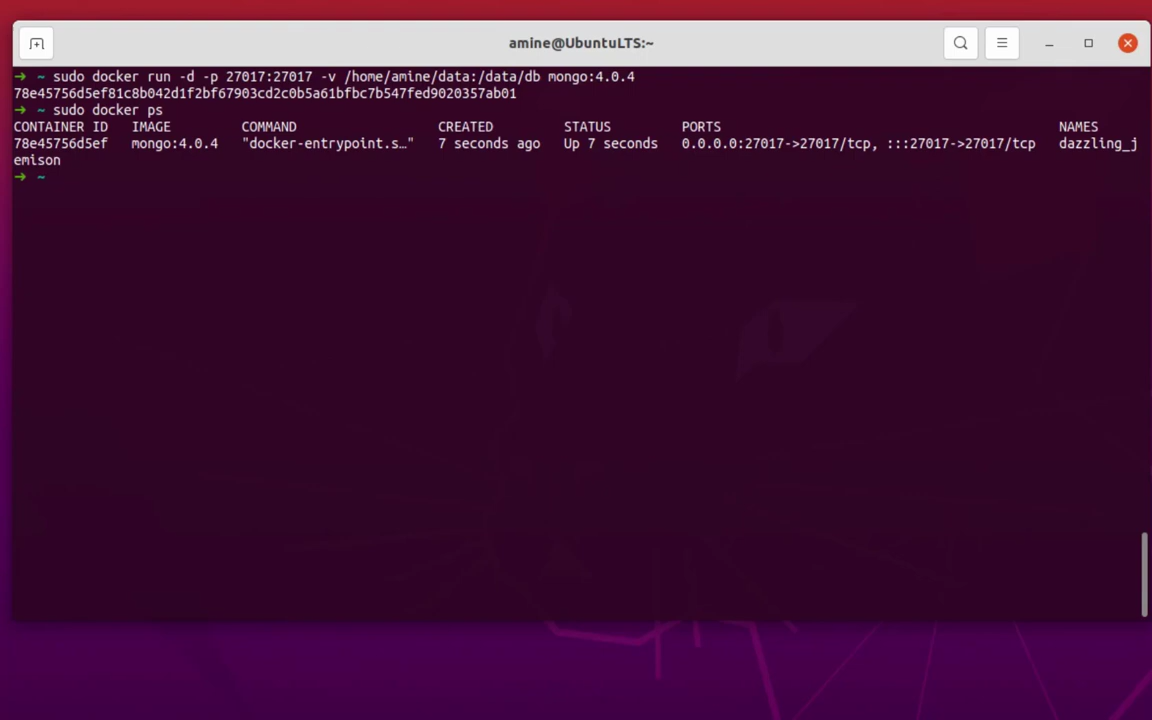 amine@UbuntuLTS:~
➜ ~ sudo docker run -d -p 27017:27017 -v /home/amine/data:/data/db mongo:4.0.4
78e45756d5ef81c8b042d1f2bf67903cd2c0b5a61bfbc7b547fed9020357ab01
➜ ~ sudo docker ps
CONTAINER ID   IMAGE         COMMAND                  CREATED         STATUS         PORTS                                           NAMES
78e45756d5ef   mongo:4.0.4   "docker-entrypoint.s…"   7 seconds ago   Up 7 seconds   0.0.0.0:27017->27017/tcp, :::27017->27017/tcp   dazzling_j
emison
➜ ~